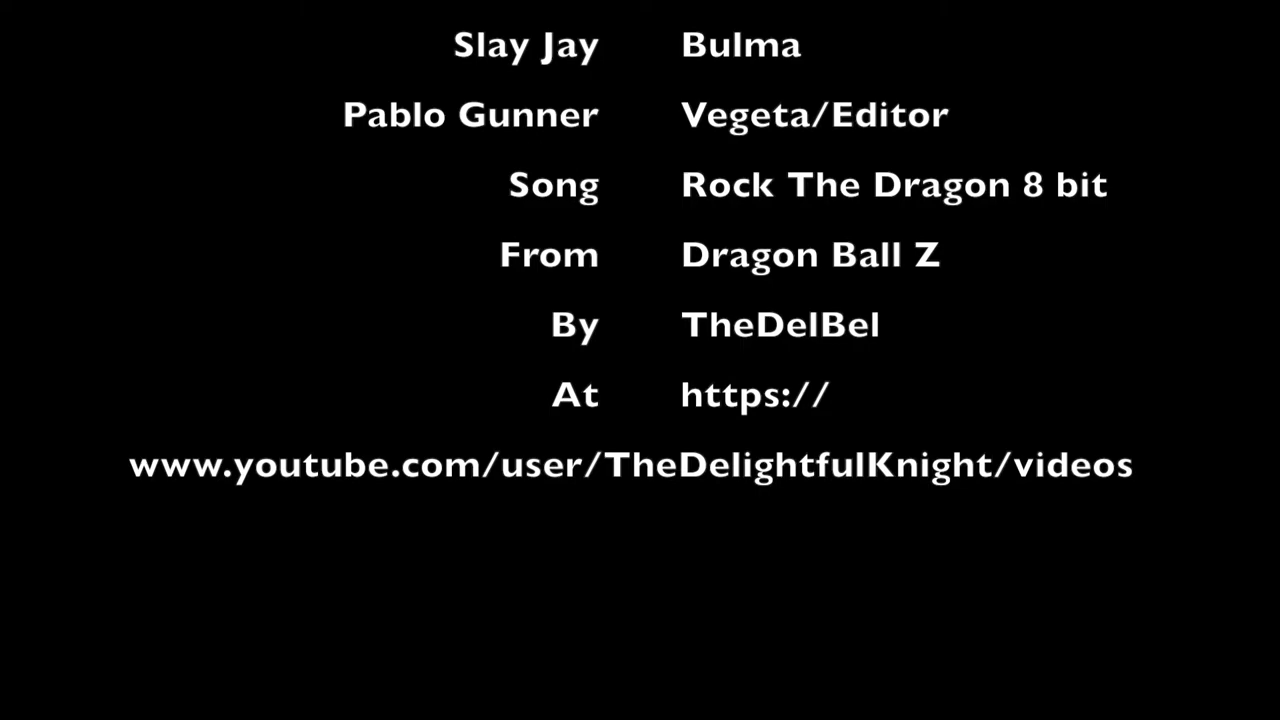 Slay Jay Bulma
Pablo Gunner Vegeta/Editor
Song Rock The Dragon 8 bit
From Dragon Ball Z
By TheDelBel
At https://
www.youtube.com/user/TheDelightfulKnight/videos